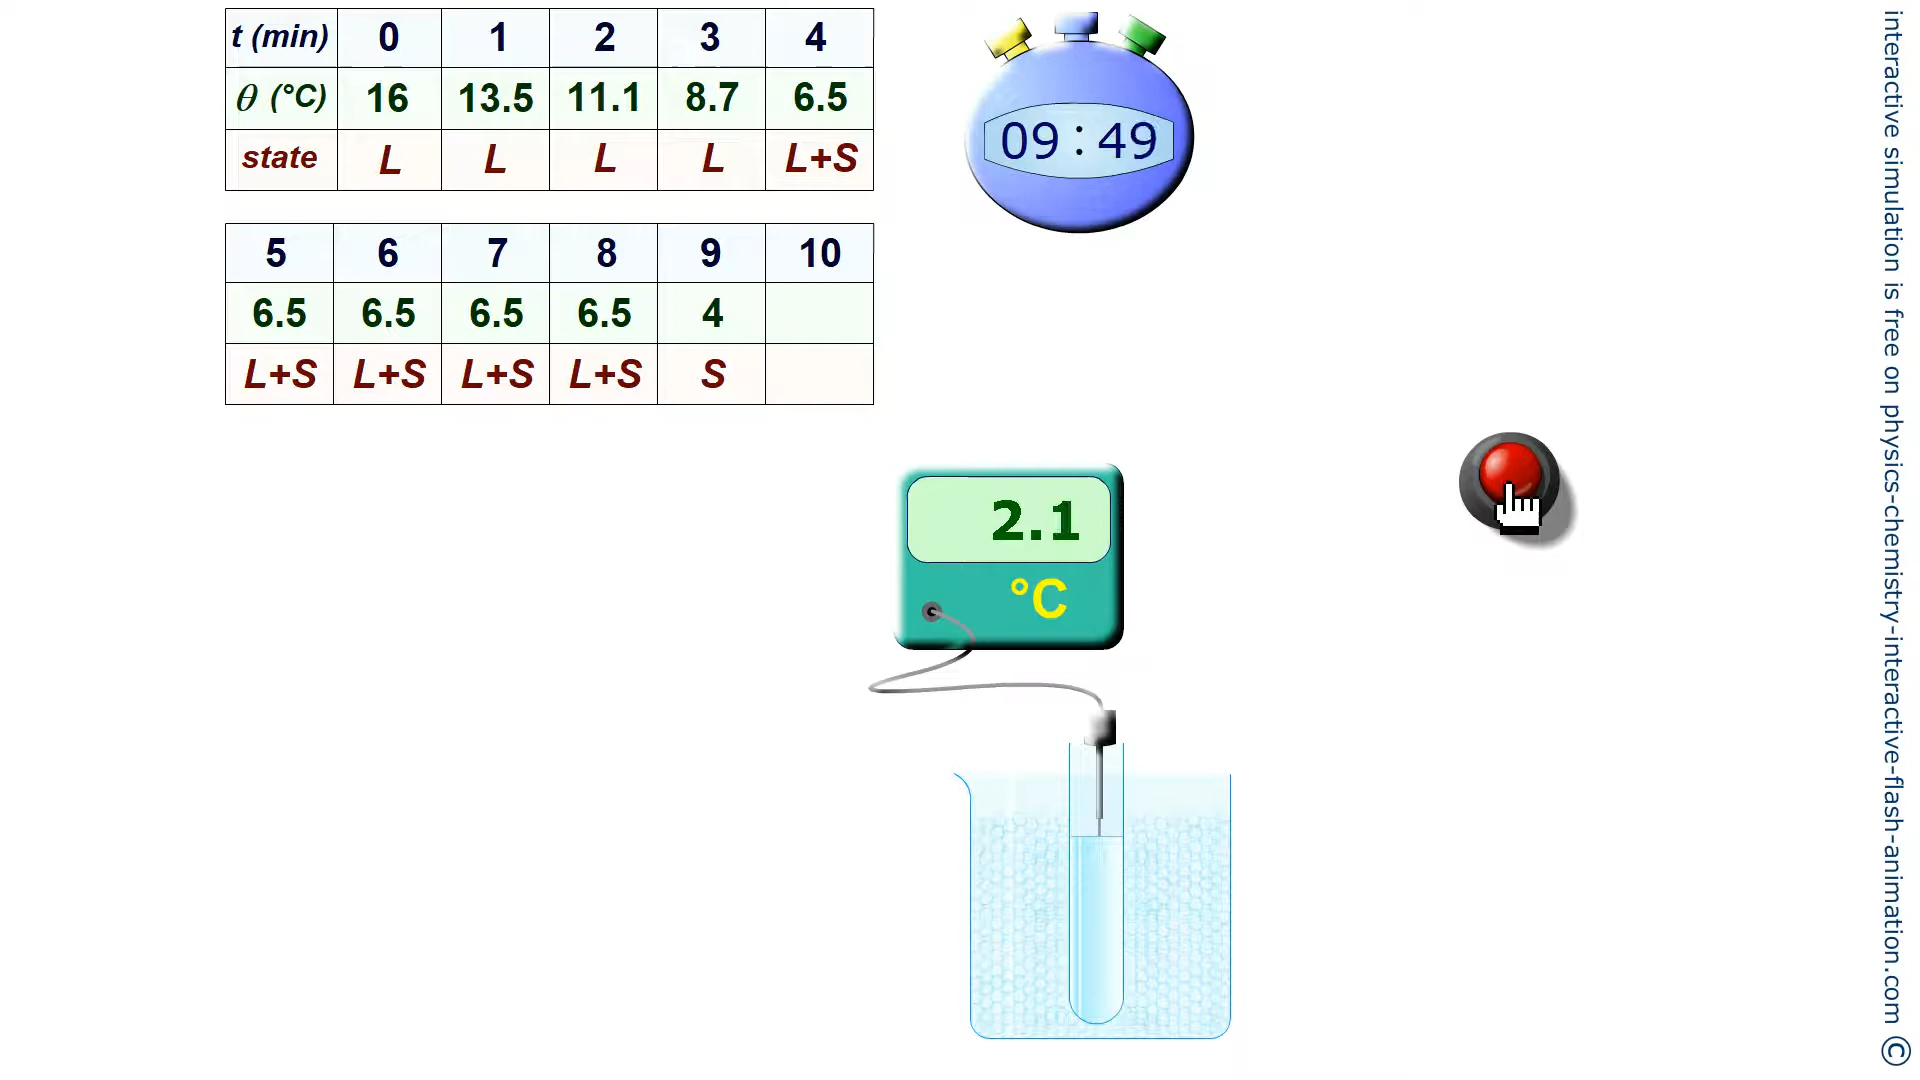 t (min) 0 1 2 3 4
θ (°C) 16 13.5 11.1 8.7 6.5
state L L L L L+S
5 6 7 8 9 10
6.5 6.5 6.5 6.5 4
L+S L+S L+S L+S S
09:49
2.1
°C
interactive simulation is free on physics-chemistry-interactive-flash-animation.com ©